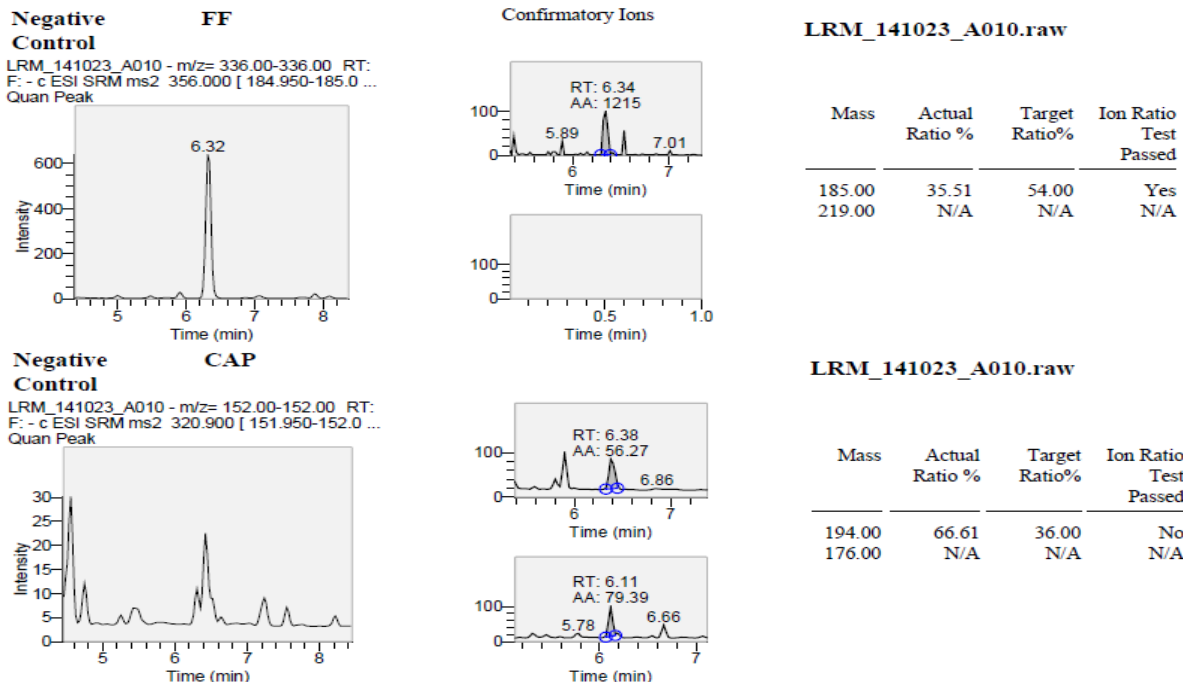 Negative FF
Control
LRM_141023_A010 - m/z= 336.00-336.00 RT:
F: - c ESI SRM ms2 356.000 [ 184.950-185.0 ...
Quan Peak
6.32
600
400
200
0
Intensity
5 6 7 8
Time (min)
Confirmatory Ions
RT: 6.34
AA: 1215
100
5.89
7.01
0
6 7
Time (min)
100
0
0.5 1.0
Time (min)
LRM_141023_A010.raw
Mass Actual Target Ion Ratio
Ratio % Ratio% Test
Passed
185.00 35.51 54.00 Yes
219.00 N/A N/A N/A
Negative CAP
Control
LRM_141023_A010 - m/z= 152.00-152.00 RT:
F: - c ESI SRM ms2 320.900 [ 151.950-152.0 ...
Quan Peak
30
25
20
15
10
5
0
Intensity
5 6 7 8
Time (min)
RT: 6.38
AA: 56.27
100
6.86
0
6 7
Time (min)
RT: 6.11
AA: 79.39
100
5.78
6.66
0
6 7
Time (min)
LRM_141023_A010.raw
Mass Actual Target Ion Ratio
Ratio % Ratio% Test
Passed
194.00 66.61 36.00 No
176.00 N/A N/A N/A